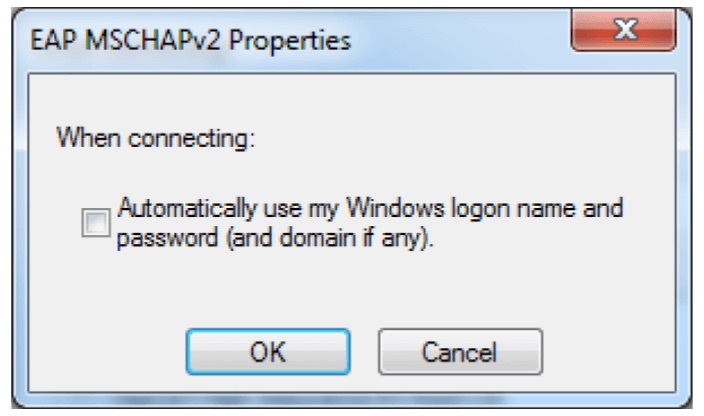 EAP MSCHAPv2 Properties
When connecting:
Automatically use my Windows logon name and
password (and domain if any).
OK
Cancel